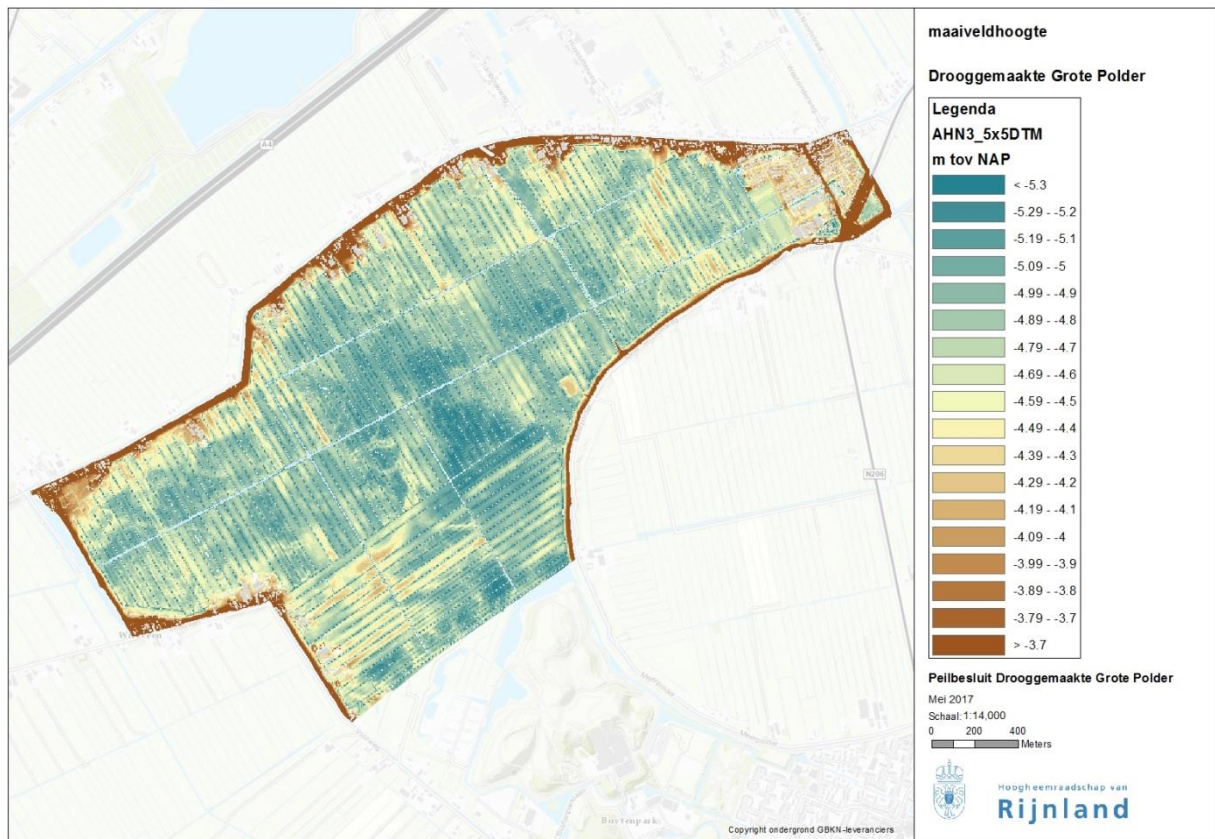 maaiveldhoogte
Drooggemaakte Grote Polder
Legenda
AHN3_5x5DTM
m tov NAP
< -5.3
-5.29 - -5.2
-5.19 - -5.1
-5.09 - -5
-4.99 - -4.9
-4.89 - -4.8
-4.79 - -4.7
-4.69 - -4.6
-4.59 - -4.5
-4.49 - -4.4
-4.39 - -4.3
-4.29 - -4.2
-4.19 - -4.1
-4.09 - -4
-3.99 - -3.9
-3.89 - -3.8
-3.79 - -3.7
> -3.7
Peilbesluit Drooggemaakte Grote Polder
Mei 2017
Schaal: 1:14,000
0 200 400
Meters
Hoogheemraadschap van
Rijnland
A4
N206
Copyright ondergrond GBKN-leveranciers